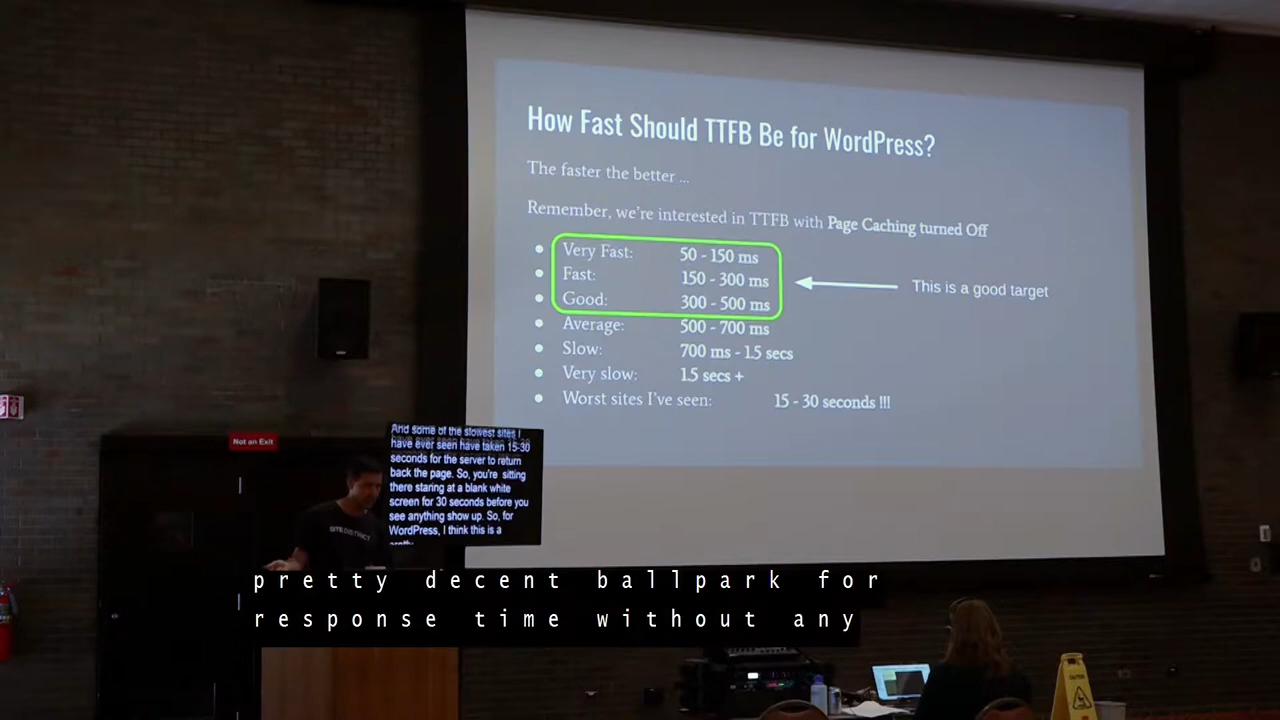 How Fast Should TTFB Be for WordPress?
The faster the better ...
Remember, we're interested in TTFB with Page Caching turned Off
• Very Fast: 50 - 150 ms
• Fast: 150 - 300 ms
• Good: 300 - 500 ms
This is a good target
• Average: 500 - 700 ms
• Slow: 700 ms - 1.5 secs
• Very slow: 1.5 secs +
• Worst sites I've seen: 15 - 30 seconds !!!
Not an Exit
And some of the slowest sites I
have ever seen have taken 15-30
seconds for the server to return
back the page. So, you're sitting
there staring at a blank white
screen for 30 seconds before you
see anything show up. So, for
WordPress, I think this is a
SITE DISTRICT
pretty decent ballpark for
response time without any
CAUTION